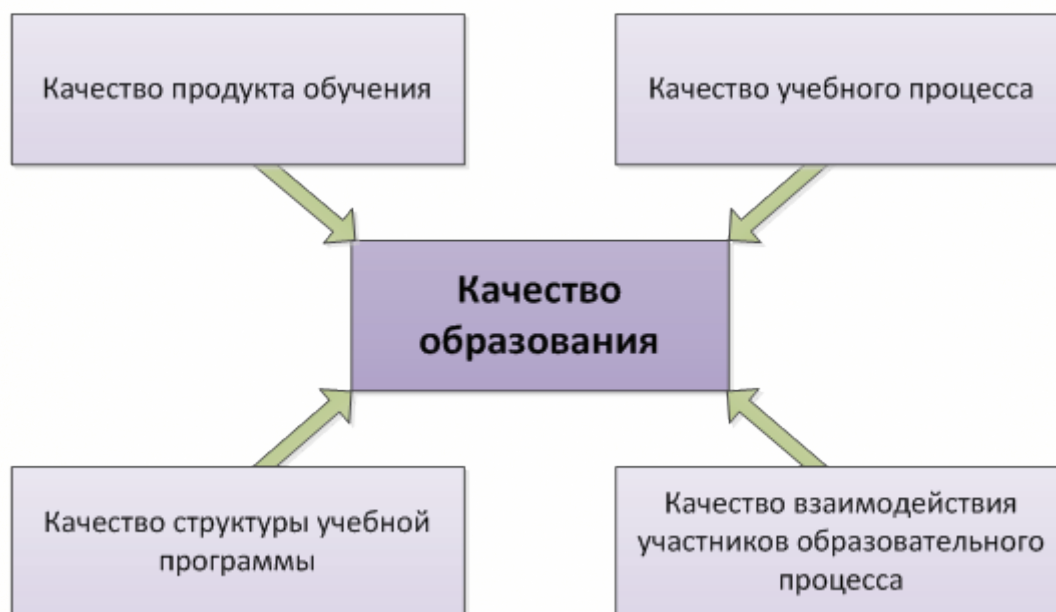 Качество продукта обучения
Качество учебного процесса
Качество
образования
Качество структуры учебной
программы
Качество взаимодействия
участников образовательного
процесса